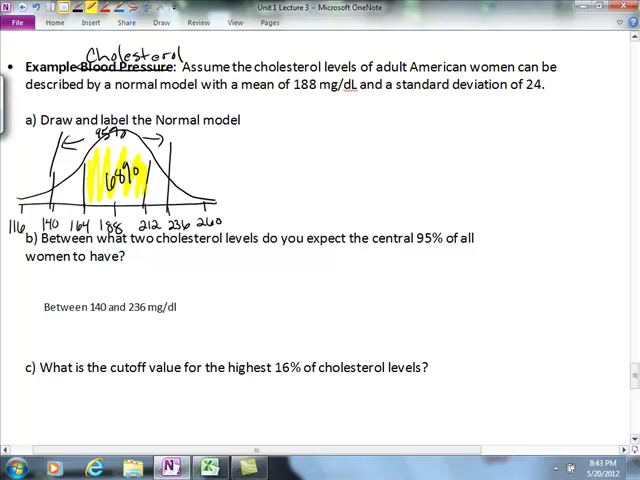 Unit 1 Lecture 3 - Microsoft OneNote
File Home Insert Share Draw Review View
Cholesterol
• Example Blood Pressure: Assume the cholesterol levels of adult American women can be
described by a normal model with a mean of 188 mg/dL and a standard deviation of 24.
a) Draw and label the Normal model
95%
68%
116 140 164 188 212 236 260
b) Between what two cholesterol levels do you expect the central 95% of all
women to have?
Between 140 and 236 mg/dl
c) What is the cutoff value for the highest 16% of cholesterol levels?
8:43 PM
5/20/2012